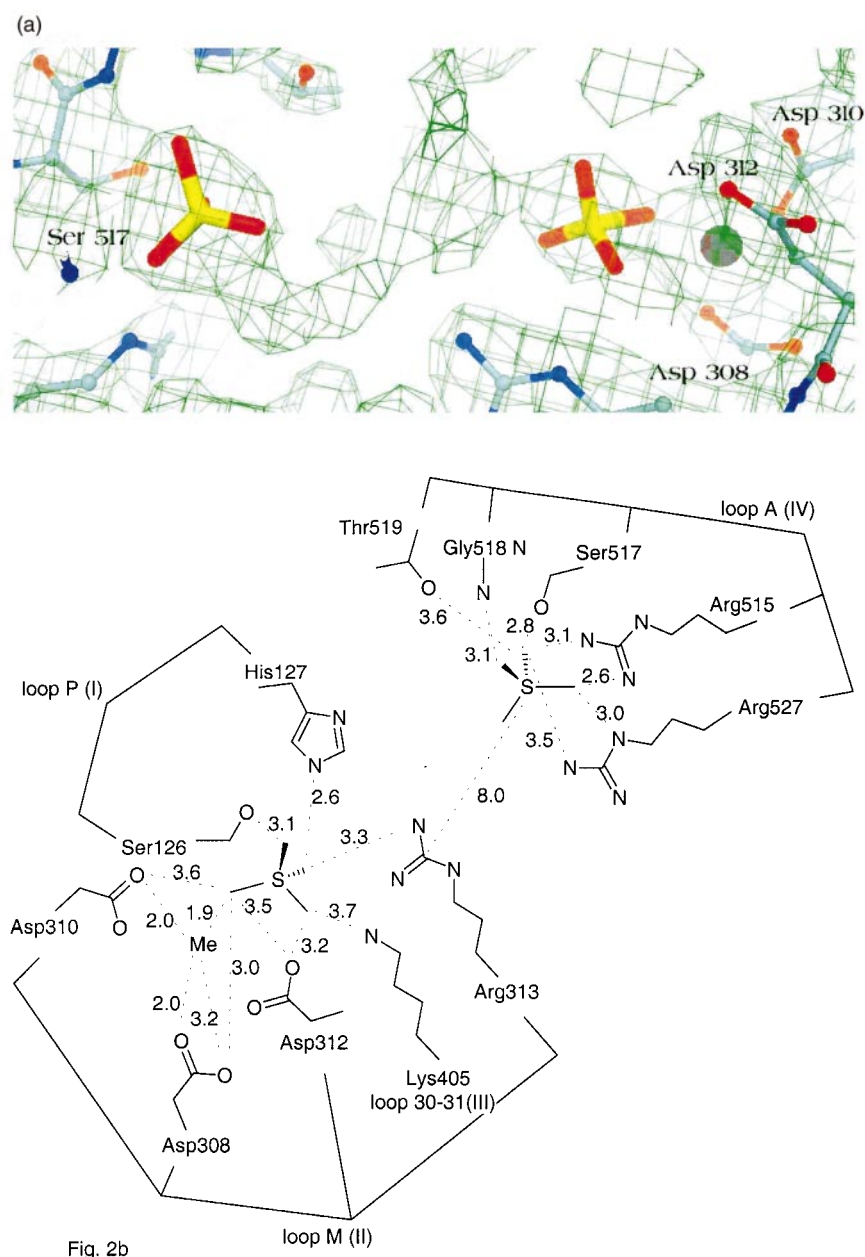 (a)
Asp 310
Asp 312
Ser 517
Asp 308
loop A (IV)
Thr519
Gly518 N
Ser517
N
O
O
3.6
2.8
3.1
N
N
Arg515
3.1
2.6
N
S
3.0
Arg527
3.5
N
N
N
8.0
His127
loop P (I)
N
N
2.6
O
3.1
3.3
N
Ser126
S
N
N
O
3.6
3.5
3.7
Asp310
O
2.0
1.9
Me
3.2
N
3.0
O
O
Arg313
2.0
3.2
Asp312
O
O
Lys405
loop 30-31(III)
Asp308
loop M (II)
Fig. 2b